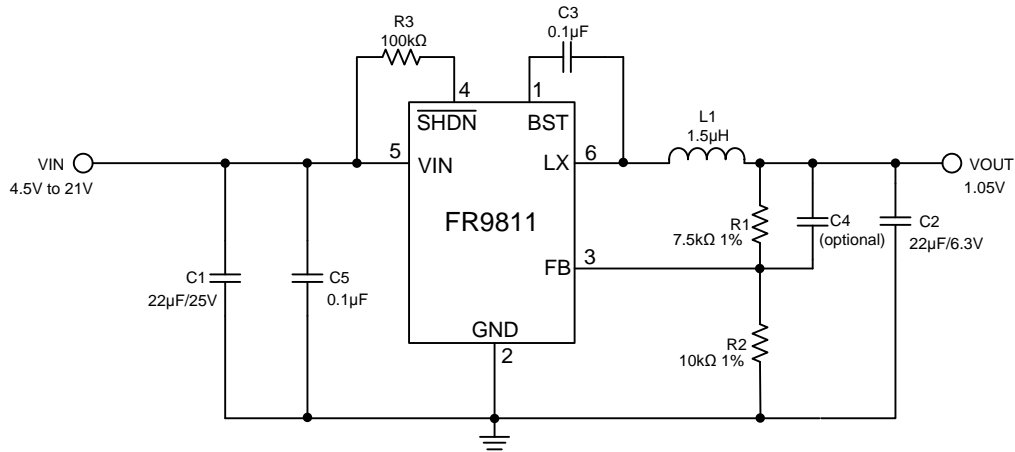 R3
100kΩ
C3
0.1µF
4
1
SHDN
BST
L1
1.5µH
VIN
4.5V to 21V
5
VIN
LX
6
VOUT
1.05V
FR9811
R1
7.5kΩ 1%
C4
(optional)
C2
22µF/6.3V
FB
3
C1
22µF/25V
C5
0.1µF
GND
2
R2
10kΩ 1%